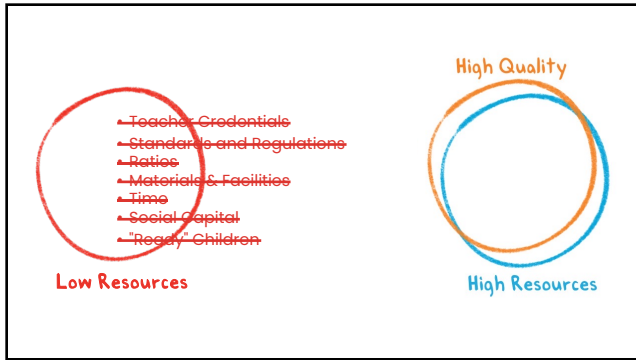 High Quality
• Teacher Credentials
• Standards and Regulations
• Ratios
• Materials & Facilities
• Time
• Social Capital
• "Ready" Children
Low Resources
High Resources